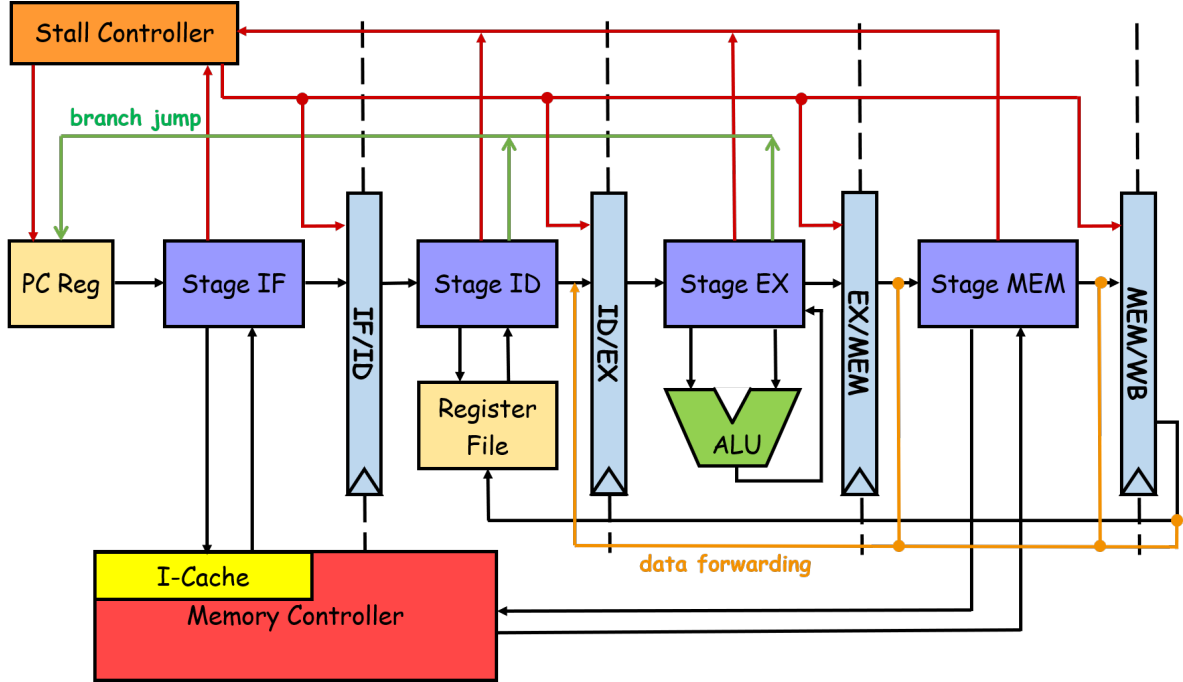 Stall Controller
branch jump
PC Reg
Stage IF
IF/ID
Stage ID
ID/EX
Stage EX
EX/MEM
Stage MEM
MEM/WB
Register
File
ALU
data forwarding
I-Cache
Memory Controller